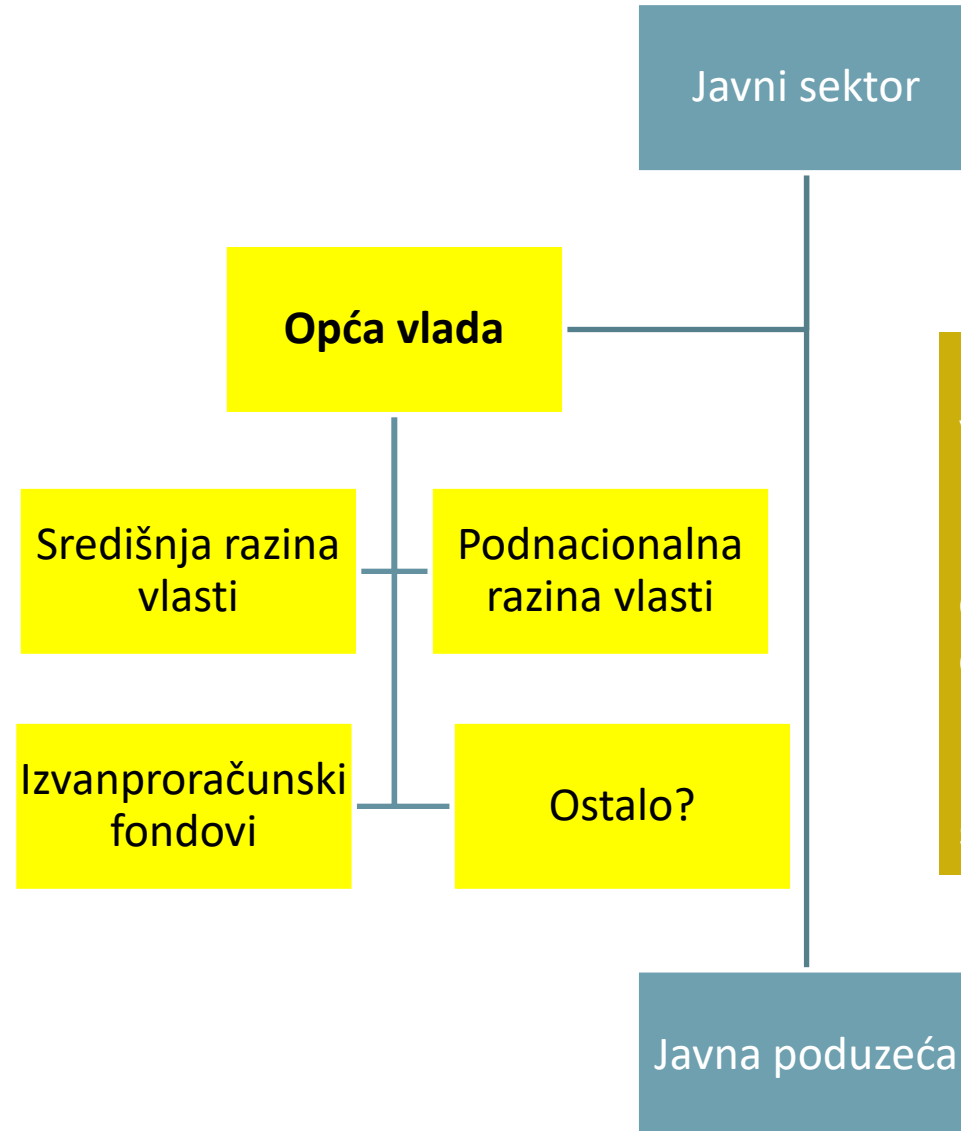 Javni sektor
Opća vlada
Središnja razina
vlasti
Podnacionalna
razina vlasti
Izvanproračunski
fondovi
Ostalo?
Javna poduzeća